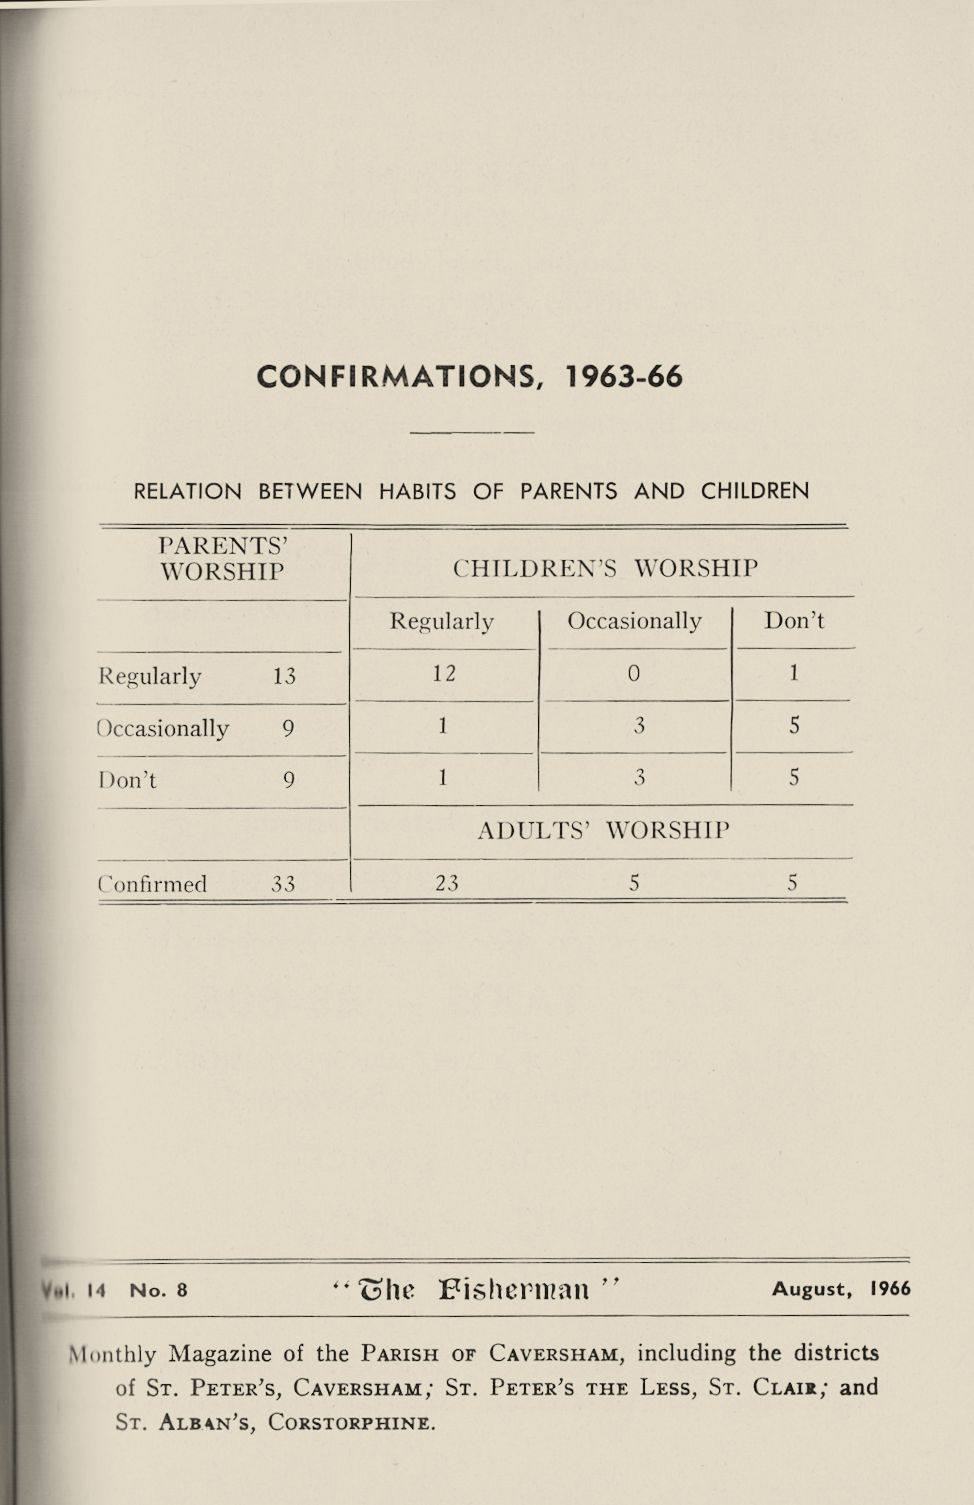 CONFIRMATIONS, 1963-66
RELATION BETWEEN HABITS OF PARENTS AND CHILDREN
PARENTS'
WORSHIP
CHILDREN'S WORSHIP
Regularly Occasionally Don't
Regularly 13 12 0 1
Occasionally 9 1 3 5
Don't 9 1 3 5
ADULTS' WORSHIP
Confirmed 33 23 5 5
Vol. 14 No. 8 "The Fisherman" August, 1966
Monthly Magazine of the PARISH OF CAVERSHAM, including the districts
of ST. PETER'S, CAVERSHAM; ST. PETER'S THE LESS, ST. CLAIR; and
ST. ALBAN'S, CORSTORPHINE.